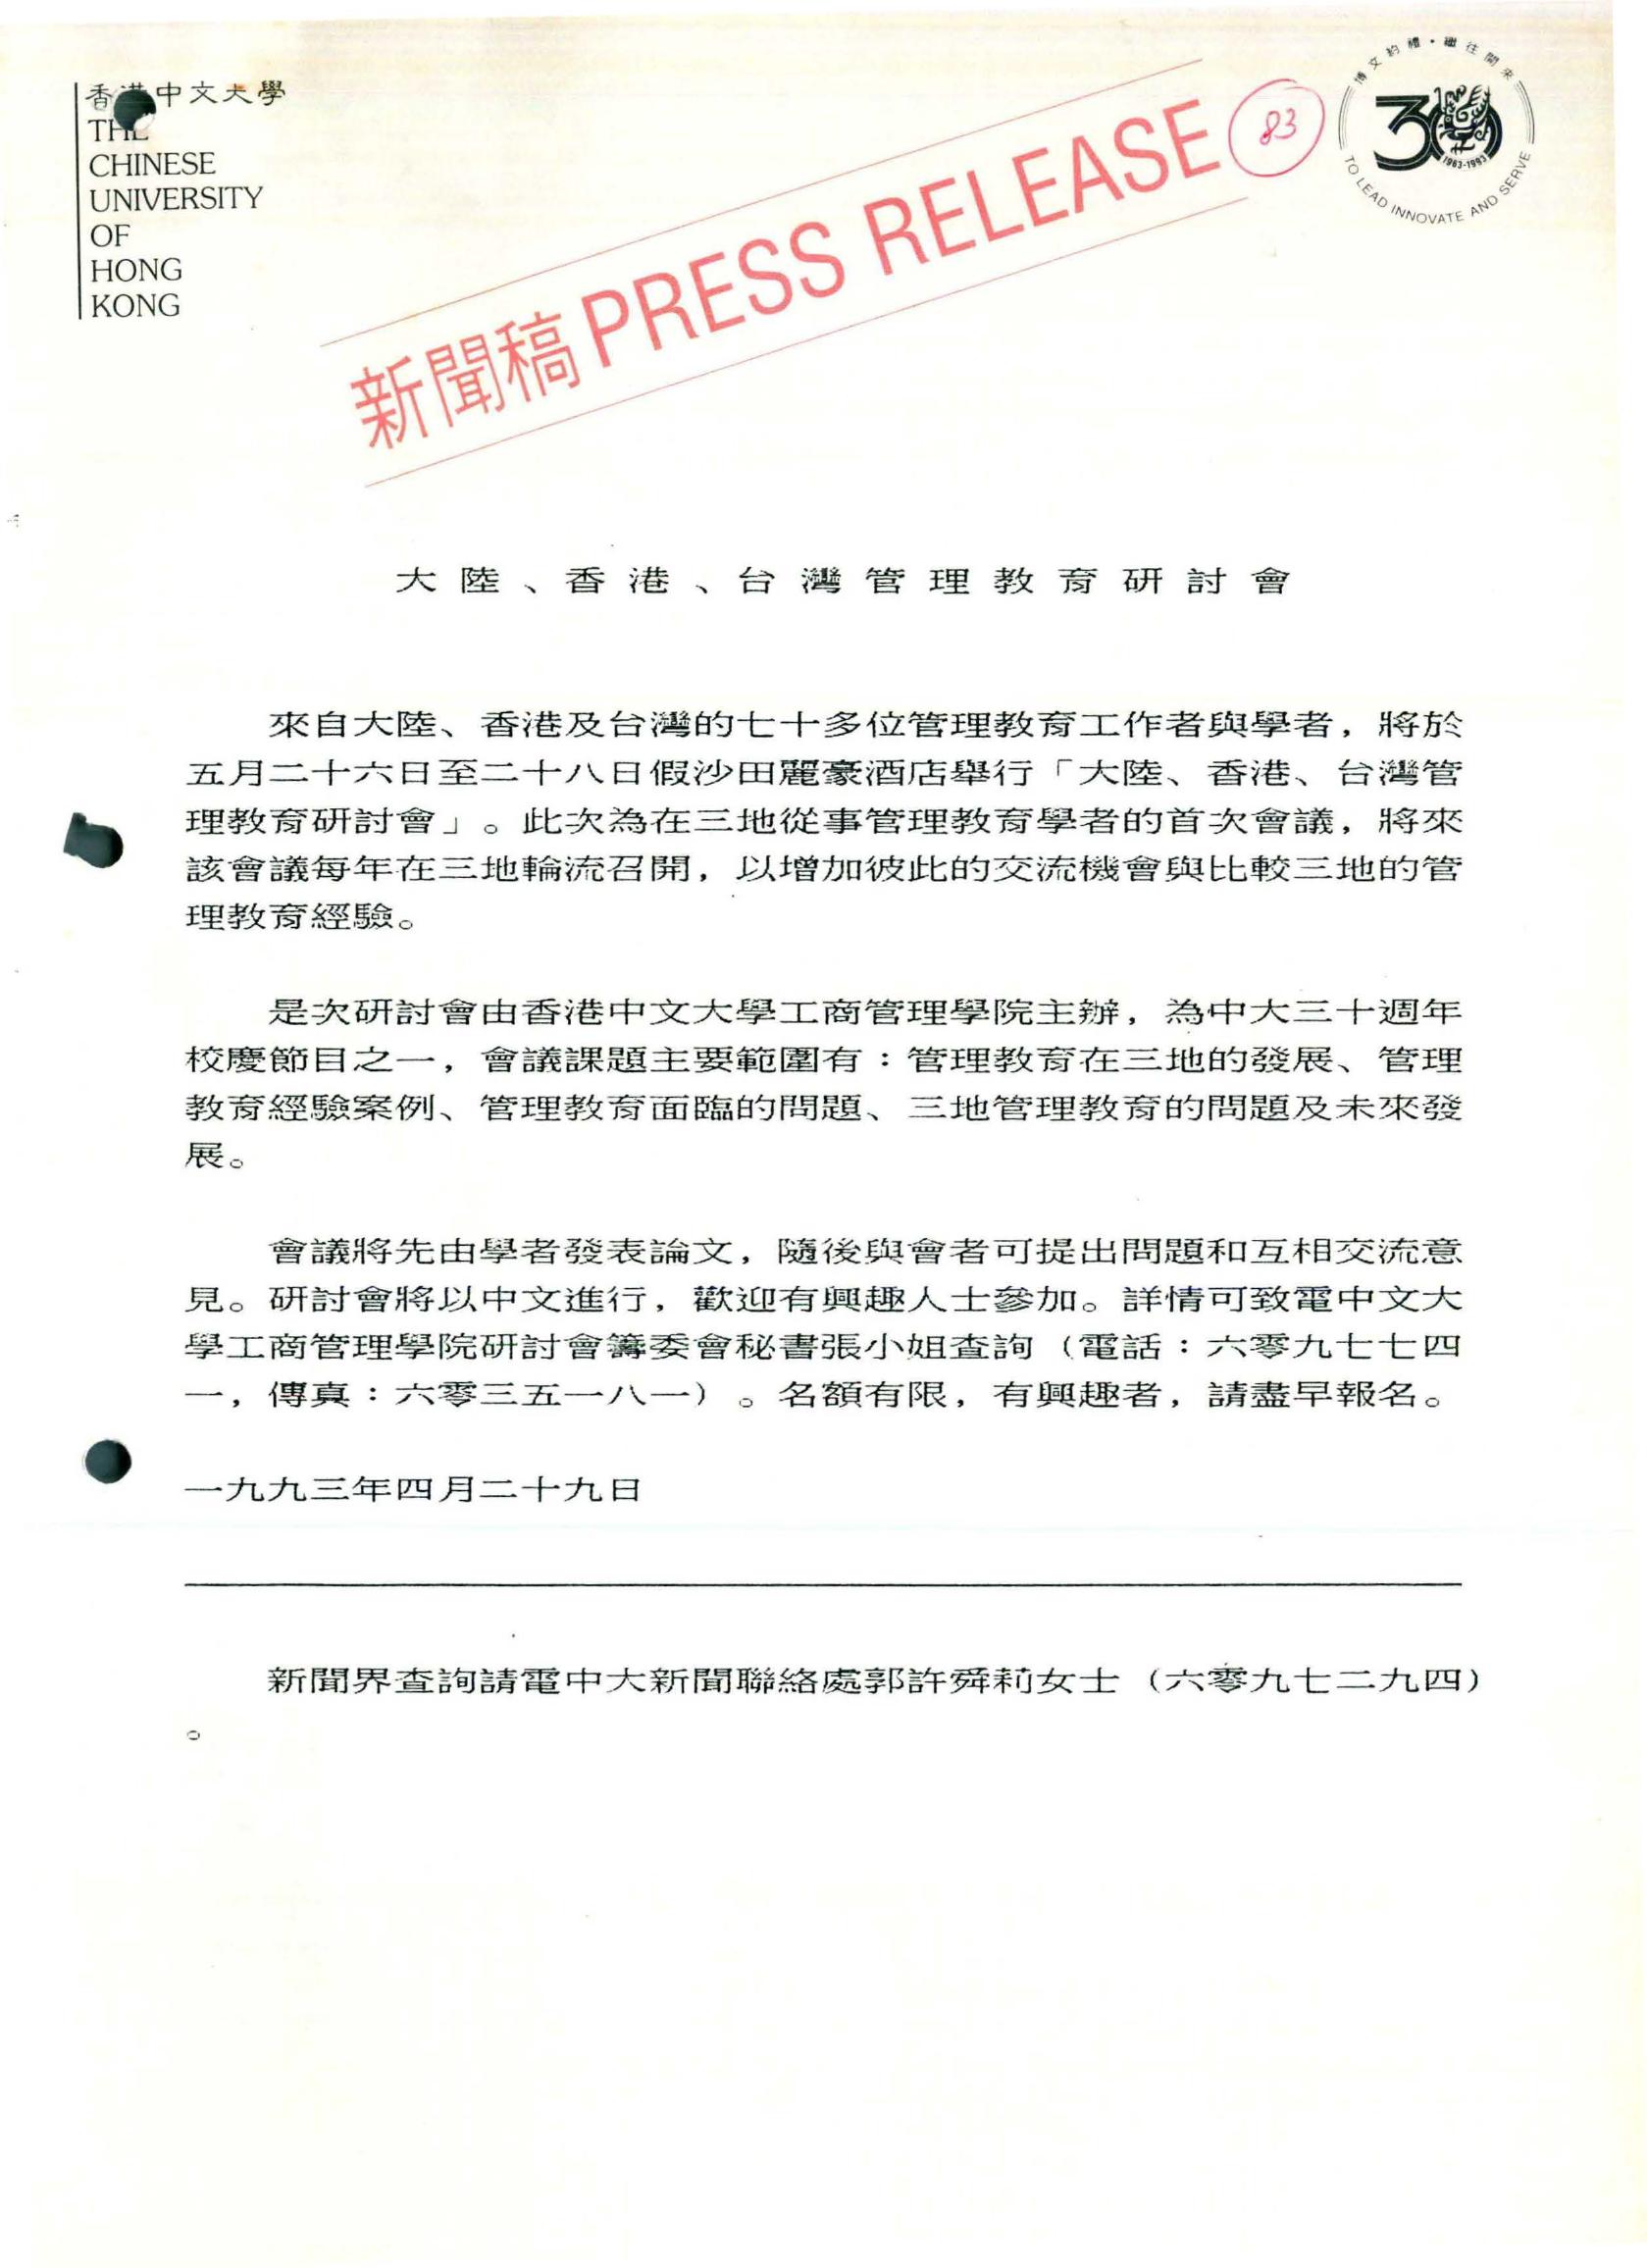 香港中文大學
THE
CHINESE
UNIVERSITY
OF
HONG
KONG
新聞稿 PRESS RELEASE
83
博文約禮・繼往開來
30
1963-1993
TO LEAD INNOVATE AND SERVE
大陸、香港、台灣管理教育研討會
來自大陸、香港及台灣的七十多位管理教育工作者與學者，將於
五月二十六日至二十八日假沙田麗豪酒店舉行「大陸、香港、台灣管
理教育研討會」。此次為在三地從事管理教育學者的首次會議，將來
該會議每年在三地輪流召開，以增加彼此的交流機會與比較三地的管
理教育經驗。
是次研討會由香港中文大學工商管理學院主辦，為中大三十週年
校慶節目之一，會議課題主要範圍有：管理教育在三地的發展、管理
教育經驗案例、管理教育面臨的問題、三地管理教育的問題及未來發
展。
會議將先由學者發表論文，隨後與會者可提出問題和互相交流意
見。研討會將以中文進行，歡迎有興趣人士參加。詳情可致電中文大
學工商管理學院研討會籌委會秘書張小姐查詢（電話：六零九七七四
一，傳真：六零三五一八一）。名額有限，有興趣者，請盡早報名。
一九九三年四月二十九日
新聞界查詢請電中大新聞聯絡處郭許舜莉女士（六零九七二九四）
。